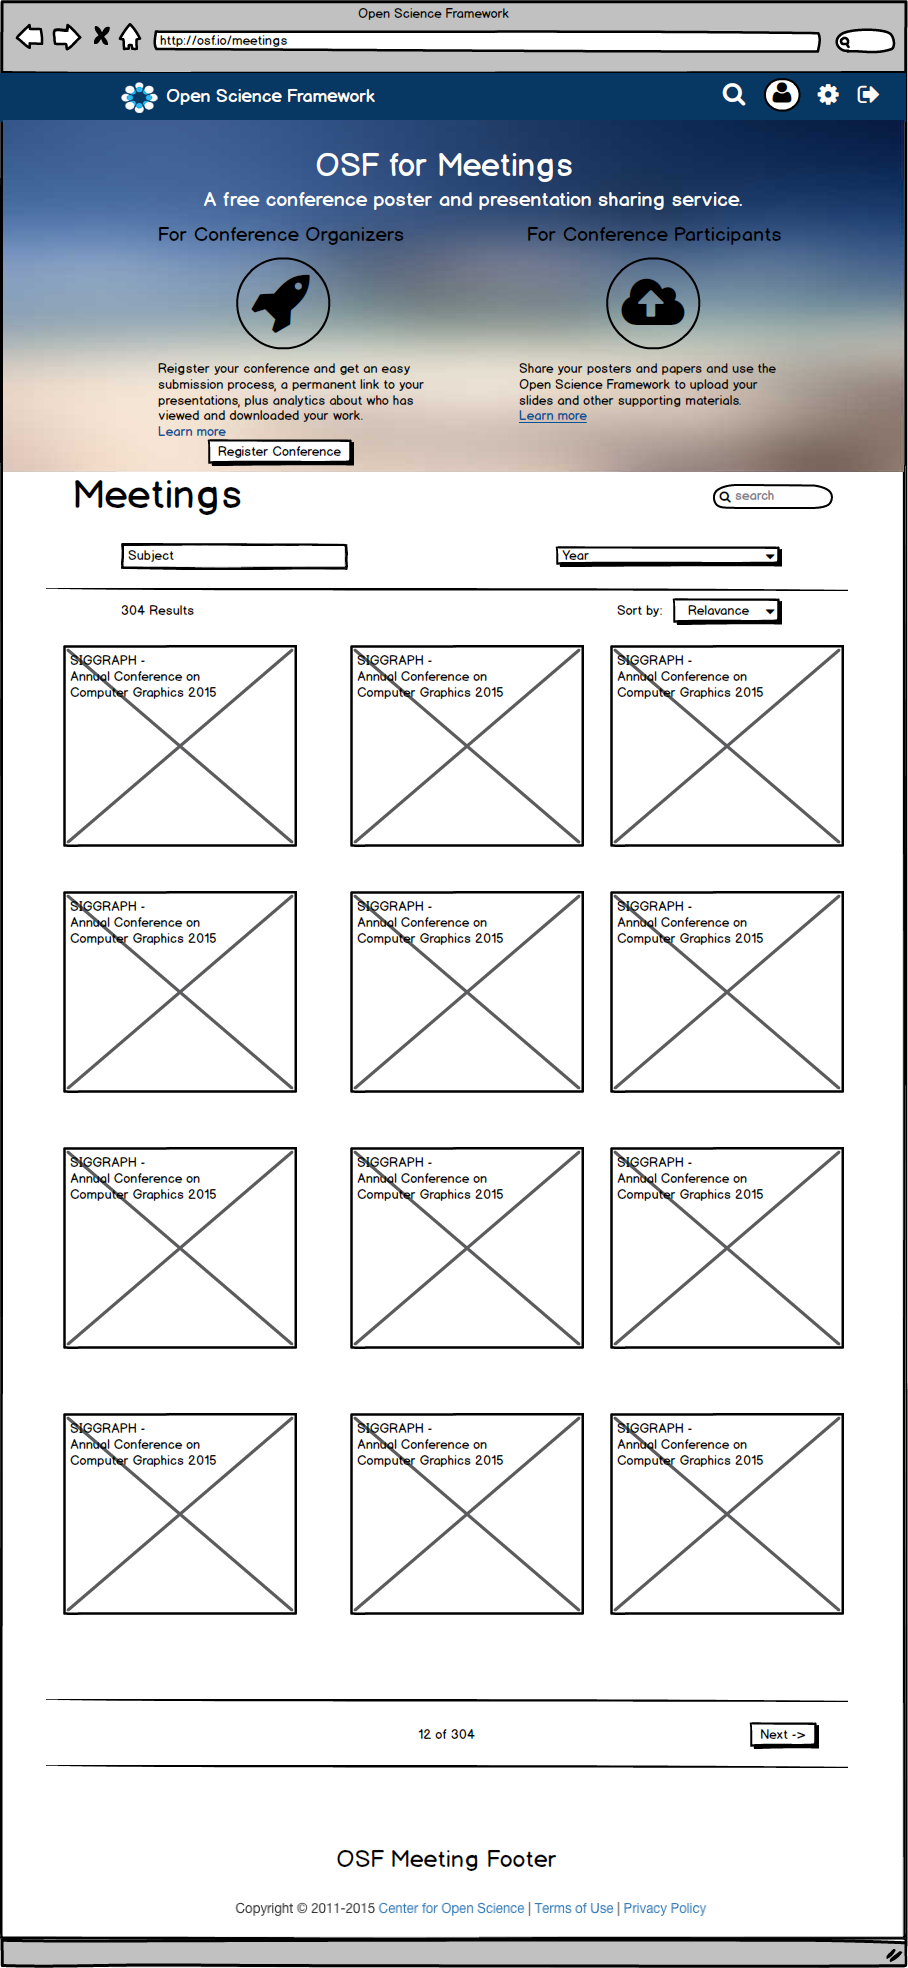 Open Science Framework
http://osf.io/meetings
Open Science Framework
OSF for Meetings
A free conference poster and presentation sharing service.
For Conference Organizers
For Conference Participants
Reigster your conference and get an easy
submission process, a permanent link to your
presentations, plus analytics about who has
viewed and downloaded your work.
Learn more
Register Conference
Share your posters and papers and use the
Open Science Framework to upload your
slides and other supporting materials.
Learn more
Meetings
search
Subject
Year
304 Results
Sort by:
Relavance
SIGGRAPH -
Annual Conference on
Computer Graphics 2015
SIGGRAPH -
Annual Conference on
Computer Graphics 2015
SIGGRAPH -
Annual Conference on
Computer Graphics 2015
SIGGRAPH -
Annual Conference on
Computer Graphics 2015
SIGGRAPH -
Annual Conference on
Computer Graphics 2015
SIGGRAPH -
Annual Conference on
Computer Graphics 2015
SIGGRAPH -
Annual Conference on
Computer Graphics 2015
SIGGRAPH -
Annual Conference on
Computer Graphics 2015
SIGGRAPH -
Annual Conference on
Computer Graphics 2015
SIGGRAPH -
Annual Conference on
Computer Graphics 2015
SIGGRAPH -
Annual Conference on
Computer Graphics 2015
SIGGRAPH -
Annual Conference on
Computer Graphics 2015
12 of 304
Next ->
OSF Meeting Footer
Copyright © 2011-2015 Center for Open Science | Terms of Use | Privacy Policy